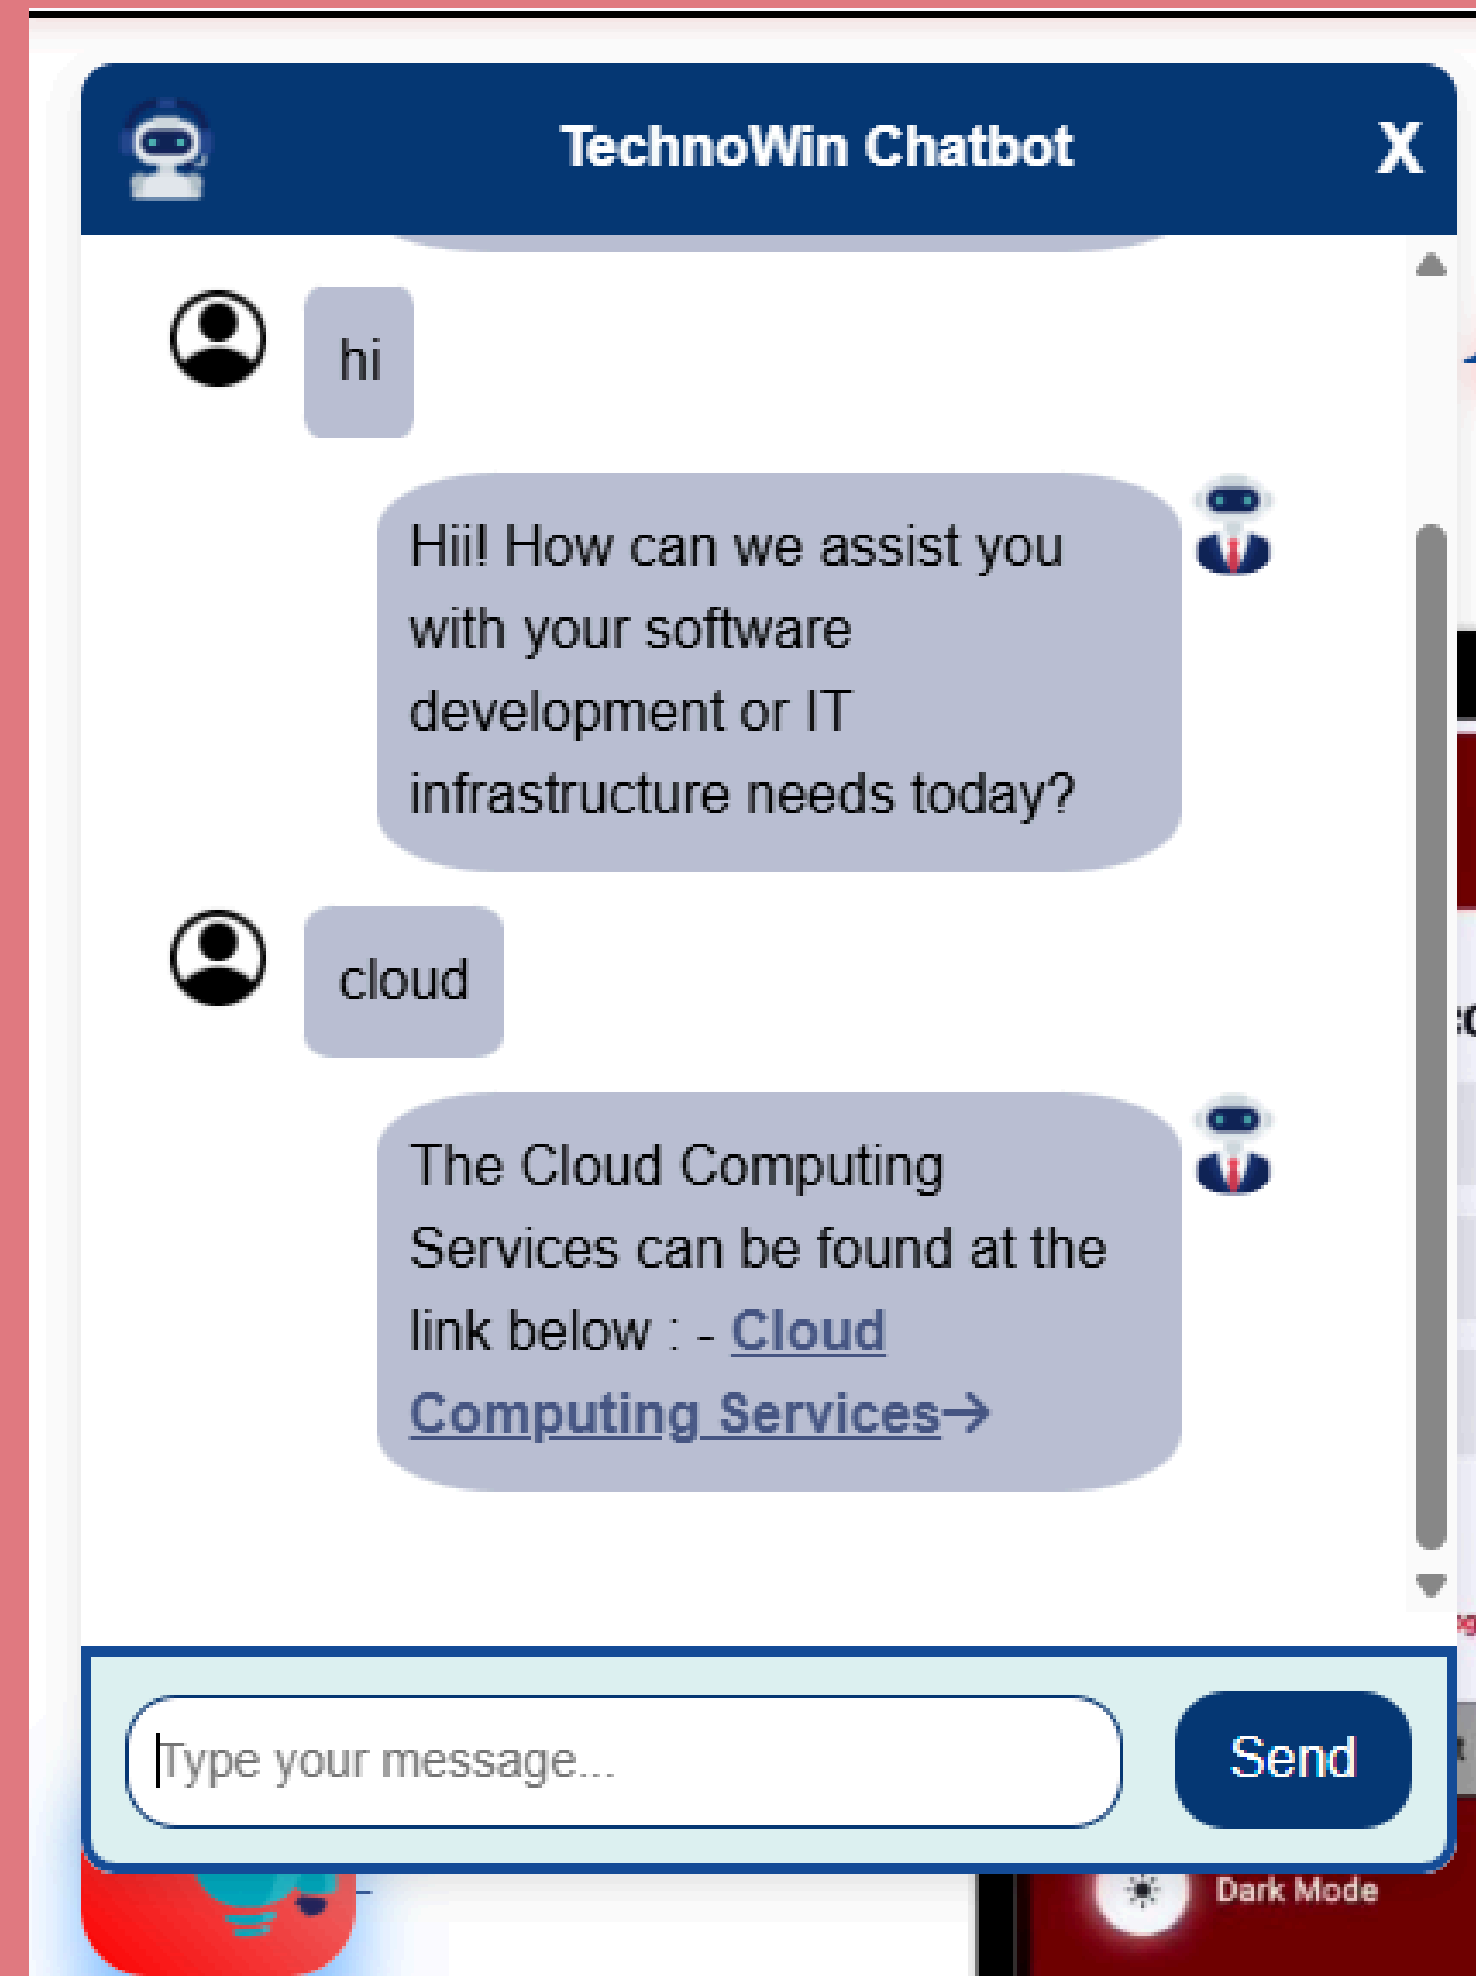 TechnoWin Chatbot
X
hi
Hii! How can we assist you
with your software
development or IT
infrastructure needs today?
cloud
The Cloud Computing
Services can be found at the
link below : - Cloud
Computing Services→
Type your message...
Send
Dark Mode